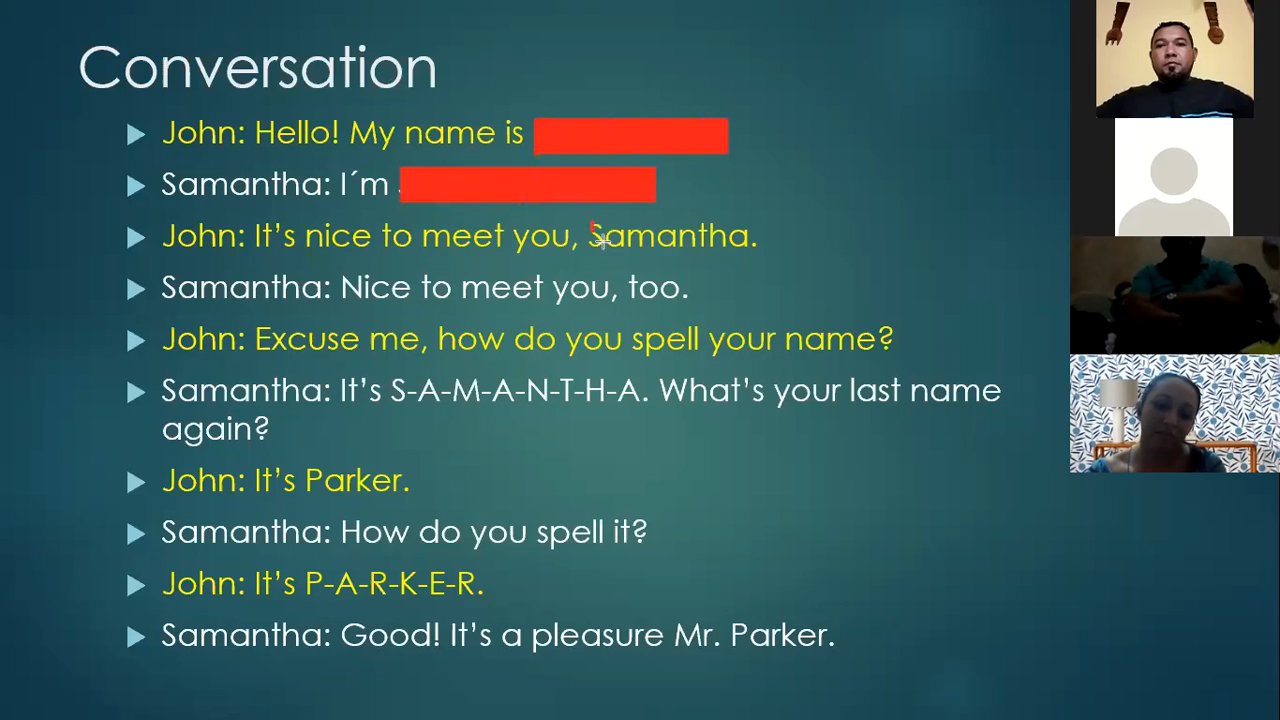 Conversation
John: Hello! My name is
Samantha: I´m
John: It's nice to meet you, Samantha.
Samantha: Nice to meet you, too.
John: Excuse me, how do you spell your name?
Samantha: It's S-A-M-A-N-T-H-A. What's your last name
again?
John: It's Parker.
Samantha: How do you spell it?
John: It's P-A-R-K-E-R.
Samantha: Good! It's a pleasure Mr. Parker.